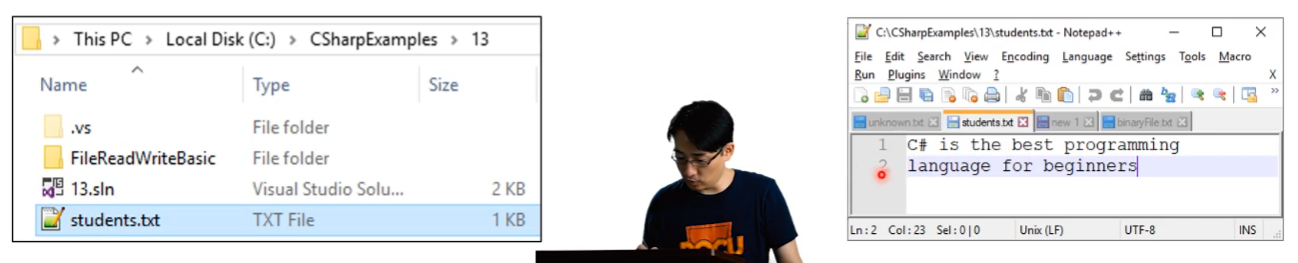 This PC > Local Disk (C:) > CSharpExamples > 13
Name Type Size
.vs File folder
FileReadWriteBasic File folder
13.sln Visual Studio Solu... 2 KB
students.txt TXT File 1 KB
POCU
C:\CSharpExamples\13\students.txt - Notepad++
File Edit Search View Encoding Language Settings Tools Macro
Run Plugins Window ? X
unknown.txt students.txt new 1 binaryFile.txt
1 C# is the best programming
2 language for beginners
Ln:2 Col:23 Sel:0|0 Unix (LF) UTF-8 INS